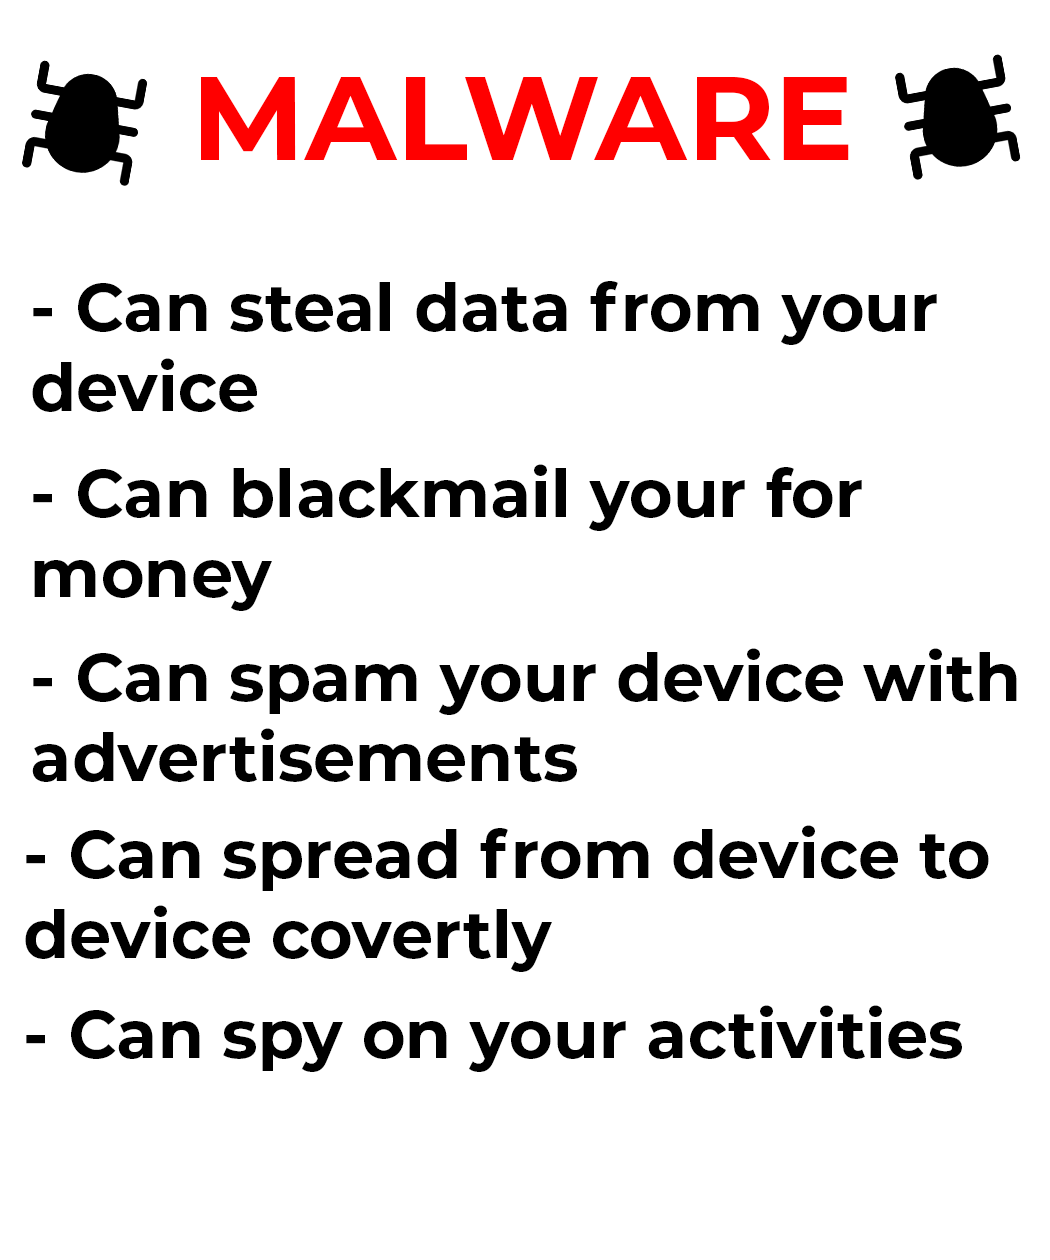 MALWARE
- Can steal data from your
device
- Can blackmail your for
money
- Can spam your device with
advertisements
- Can spread from device to
device covertly
- Can spy on your activities